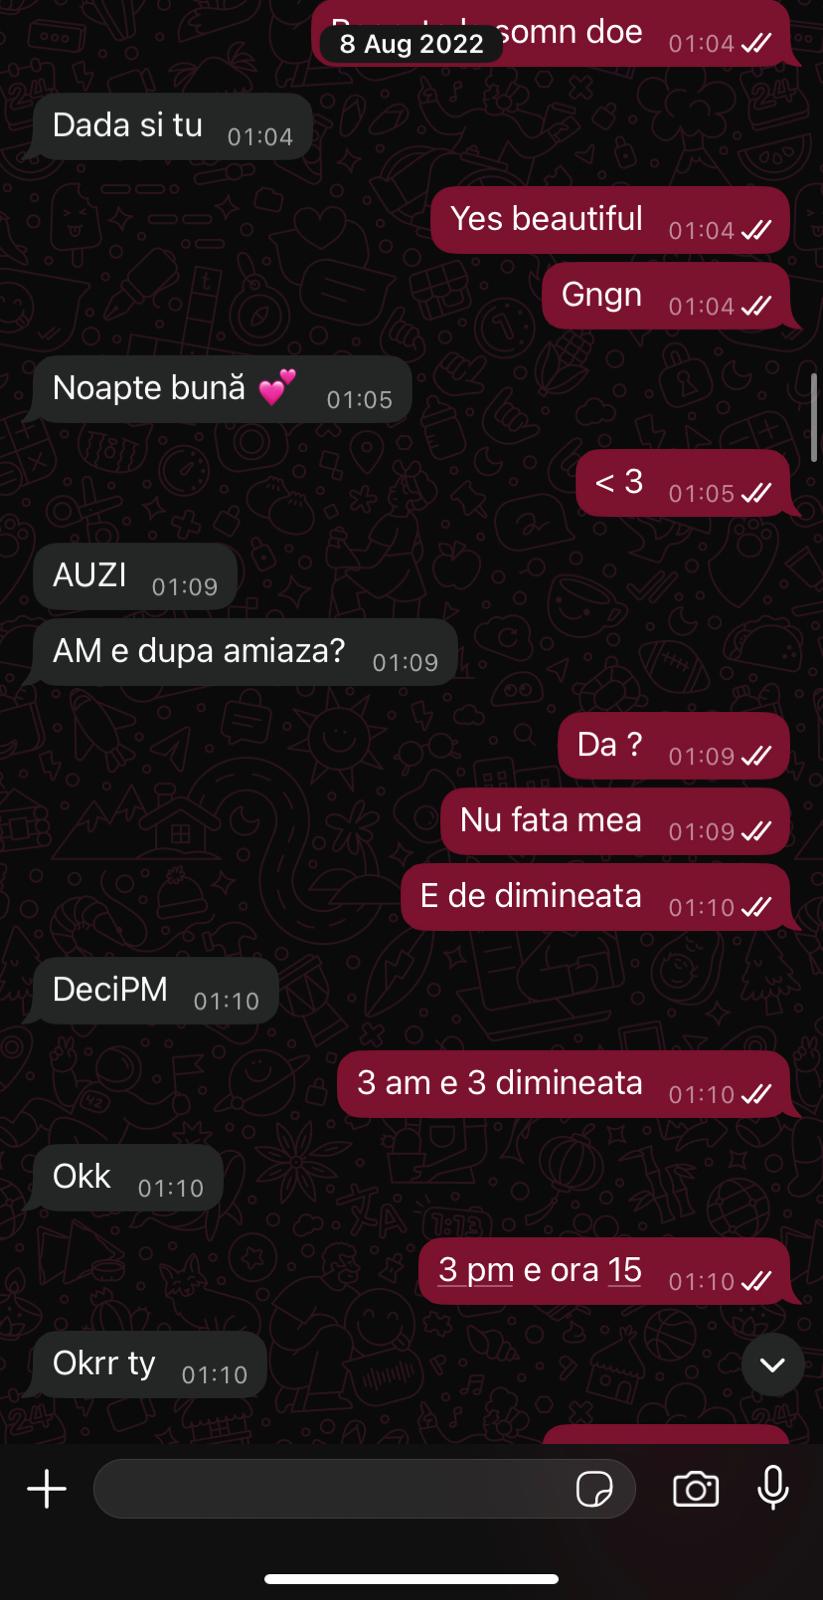 somn doe 01:04
8 Aug 2022
Dada si tu 01:04
Yes beautiful 01:04
Gngn 01:04
Noapte bună 💕 01:05
< 3 01:05
AUZI 01:09
AM e dupa amiaza? 01:09
Da ? 01:09
Nu fata mea 01:09
E de dimineata 01:10
DeciPM 01:10
3 am e 3 dimineata 01:10
Okk 01:10
3 pm e ora 15 01:10
Okrr ty 01:10